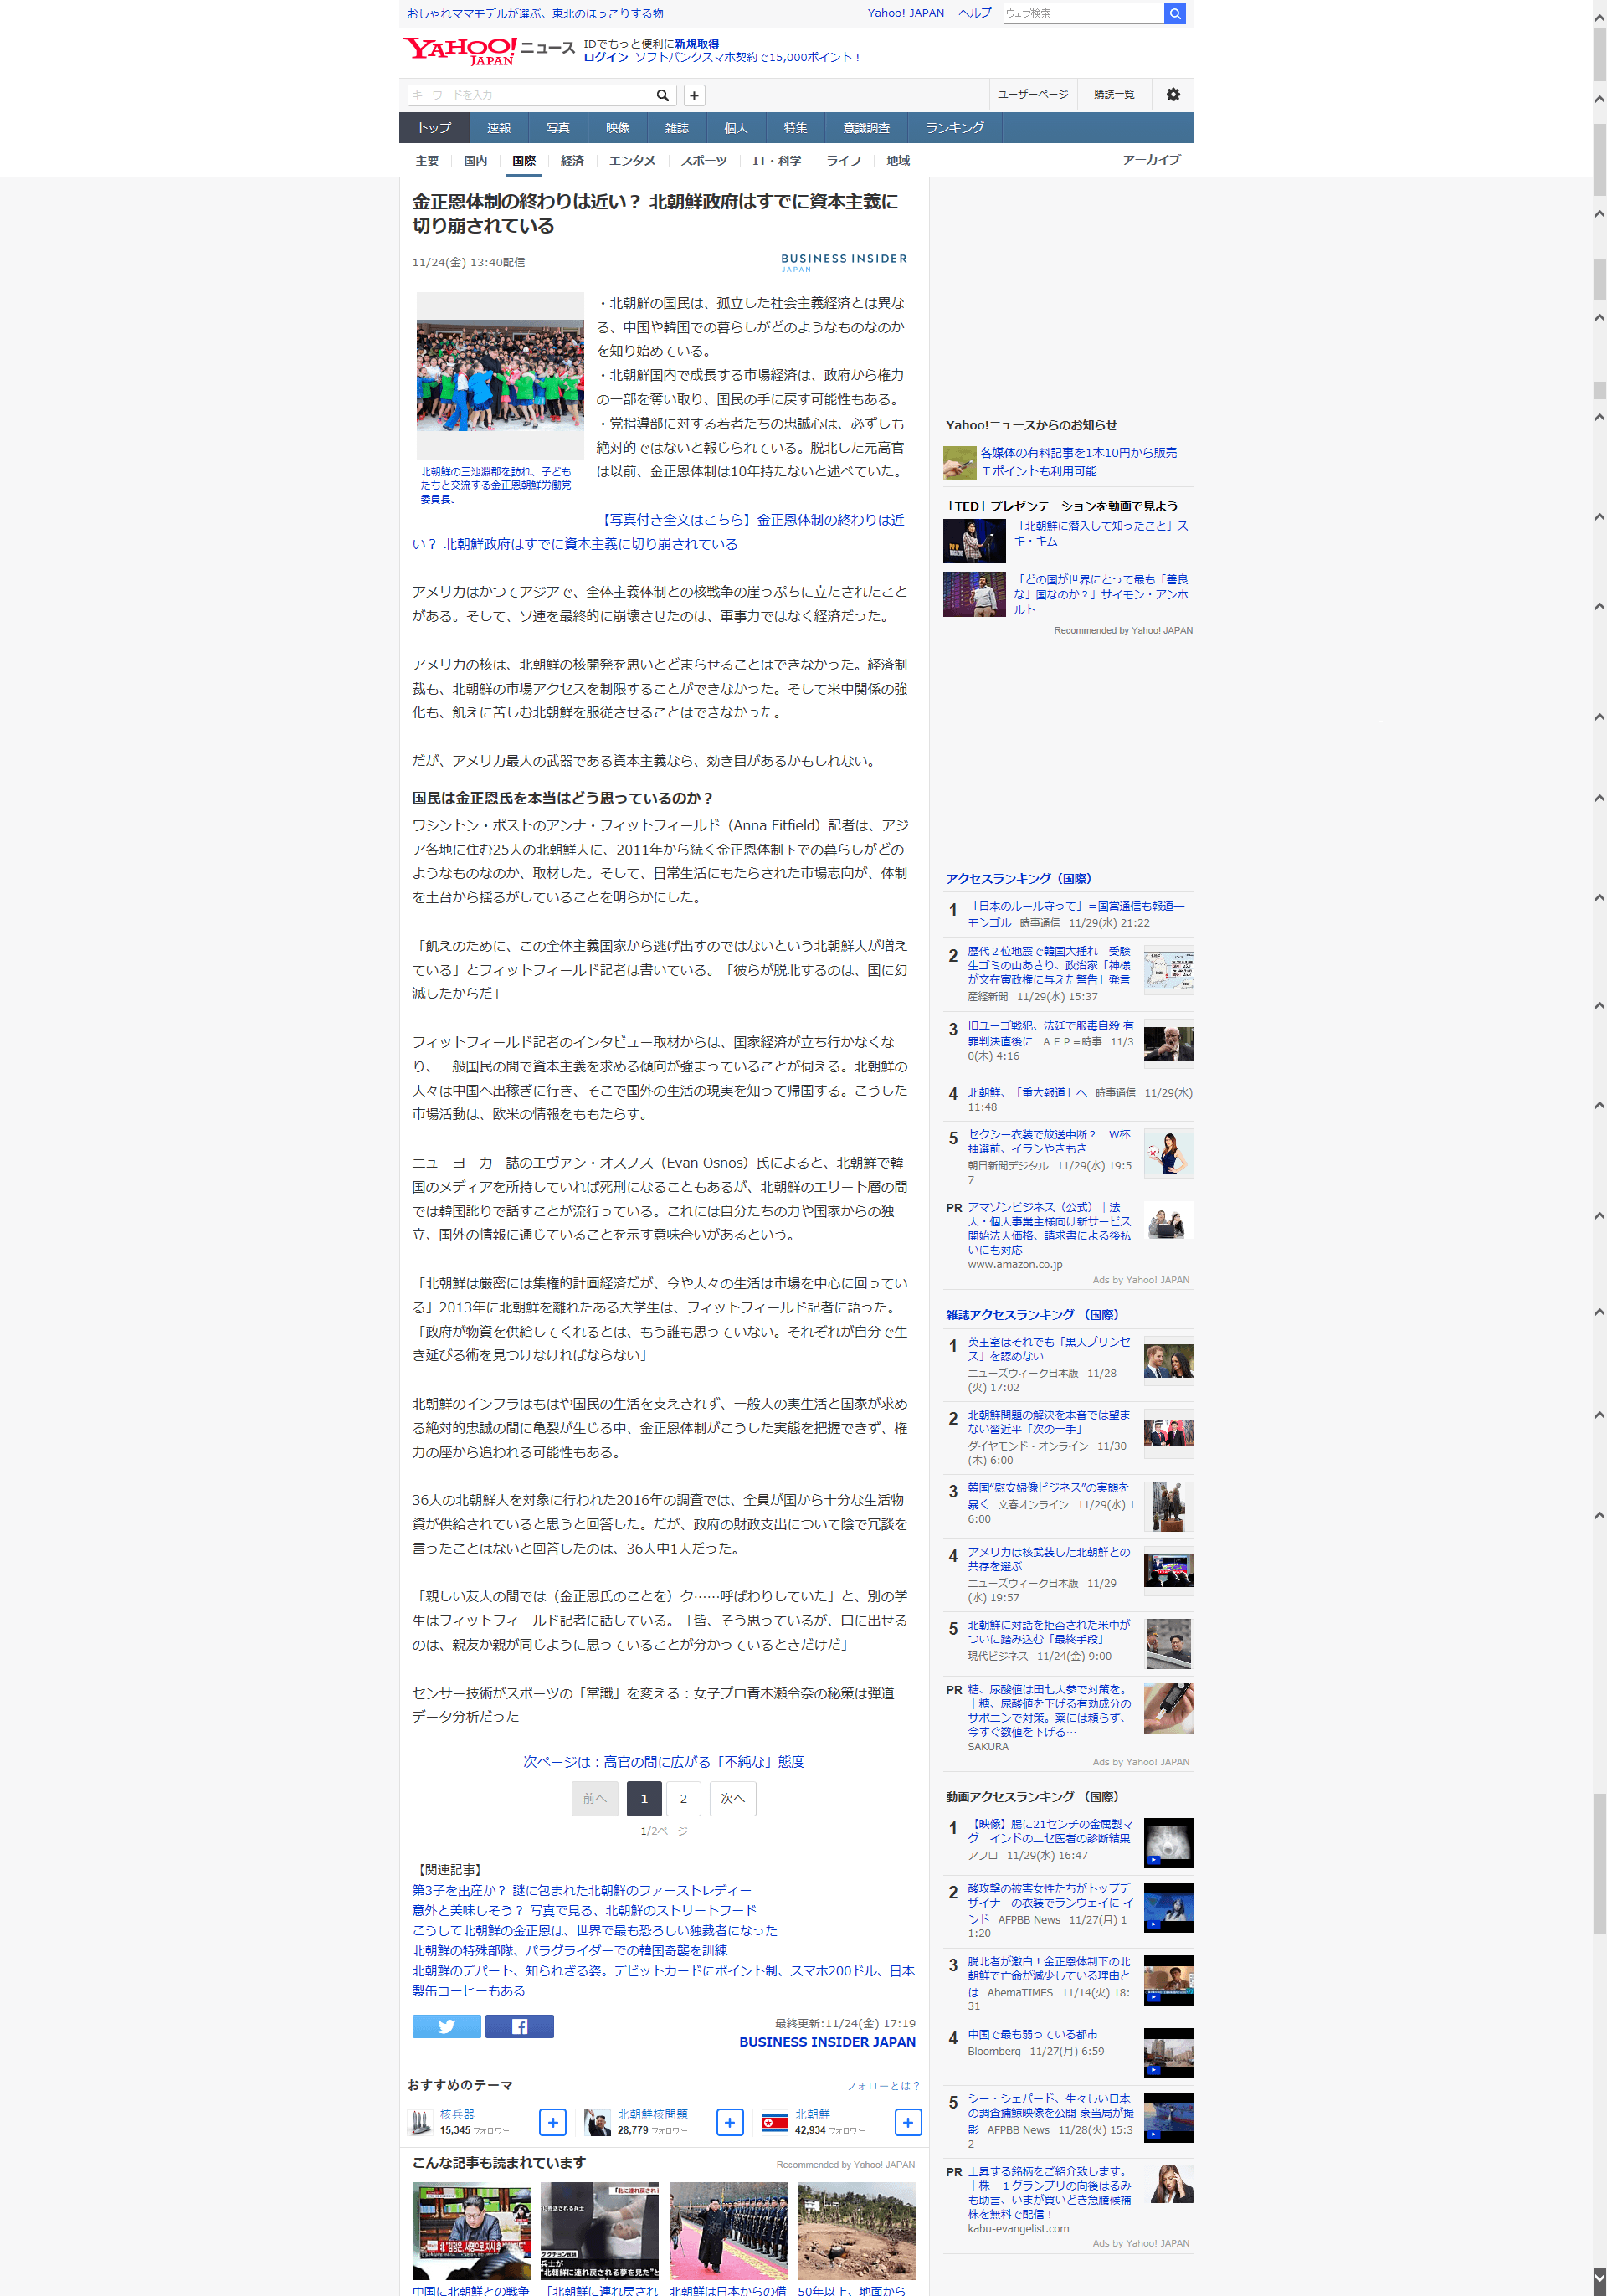 おしゃれママモデルが選ぶ、東北のほっこりする物
Yahoo! JAPAN ヘルプ
ウェブ検索
YAHOO! JAPAN ニュース
IDでもっと便利に新規取得
ログイン ソフトバンクスマホ契約で15,000ポイント！
キーワードを入力
ユーザーページ 購読一覧
トップ 速報 写真 映像 雑誌 個人 特集 意識調査 ランキング
主要 国内 国際 経済 エンタメ スポーツ IT・科学 ライフ 地域 アーカイブ
金正恩体制の終わりは近い？ 北朝鮮政府はすでに資本主義に
切り崩されている
11/24(金) 13:40配信
BUSINESS INSIDER
JAPAN
・北朝鮮の国民は、孤立した社会主義経済とは異な
る、中国や韓国での暮らしがどのようなものなのか
を知り始めている。
・北朝鮮国内で成長する市場経済は、政府から権力
の一部を奪い取り、国民の手に戻す可能性もある。
・党指導部に対する若者たちの忠誠心は、必ずしも
絶対的ではないと報じられている。脱北した元高官
は以前、金正恩体制は10年持たないと述べていた。
北朝鮮の三池淵郡を訪れ、子ども
たちと交流する金正恩朝鮮労働党
委員長。
【写真付き全文はこちら】金正恩体制の終わりは近
い？ 北朝鮮政府はすでに資本主義に切り崩されている
アメリカはかつてアジアで、全体主義体制との核戦争の崖っぷちに立たされたこと
がある。そして、ソ連を最終的に崩壊させたのは、軍事力ではなく経済だった。
アメリカの核は、北朝鮮の核開発を思いとどまらせることはできなかった。経済制
裁も、北朝鮮の市場アクセスを制限することができなかった。そして米中関係の強
化も、飢えに苦しむ北朝鮮を服従させることはできなかった。
だが、アメリカ最大の武器である資本主義なら、効き目があるかもしれない。
国民は金正恩氏を本当はどう思っているのか？
ワシントン・ポストのアンナ・フィットフィールド（Anna Fitfield）記者は、アジ
ア各地に住む25人の北朝鮮人に、2011年から続く金正恩体制下での暮らしがどの
ようなものなのか、取材した。そして、日常生活にもたらされた市場志向が、体制
を土台から揺るがしていることを明らかにした。
「飢えのために、この全体主義国家から逃げ出すのではないという北朝鮮人が増え
ている」とフィットフィールド記者は書いている。「彼らが脱北するのは、国に幻
滅したからだ」
フィットフィールド記者のインタビュー取材からは、国家経済が立ち行かなくな
り、一般国民の間で資本主義を求める傾向が強まっていることが伺える。北朝鮮の
人々は中国へ出稼ぎに行き、そこで国外の生活の現実を知って帰国する。こうした
市場活動は、欧米の情報をももたらす。
ニューヨーカー誌のエヴァン・オスノス（Evan Osnos）氏によると、北朝鮮で韓
国のメディアを所持していれば死刑になることもあるが、北朝鮮のエリート層の間
では韓国訛りで話すことが流行っている。これには自分たちの力や国家からの独
立、国外の情報に通じていることを示す意味合いがあるという。
「北朝鮮は厳密には集権的計画経済だが、今や人々の生活は市場を中心に回ってい
る」2013年に北朝鮮を離れたある大学生は、フィットフィールド記者に語った。
「政府が物資を供給してくれるとは、もう誰も思っていない。それぞれが自分で生
き延びる術を見つけなければならない」
北朝鮮のインフラはもはや国民の生活を支えきれず、一般人の実生活と国家が求め
る絶対的忠誠の間に亀裂が生じる中、金正恩体制がこうした実態を把握できず、権
力の座から追われる可能性もある。
36人の北朝鮮人を対象に行われた2016年の調査では、全員が国から十分な生活物
資が供給されていると思うと回答した。だが、政府の財政支出について陰で冗談を
言ったことはないと回答したのは、36人中1人だった。
「親しい友人の間では（金正恩氏のことを）ク……呼ばわりしていた」と、別の学
生はフィットフィールド記者に話している。「皆、そう思っているが、口に出せる
のは、親友か親が同じように思っていることが分かっているときだけだ」
センサー技術がスポーツの「常識」を変える：女子プロ青木瀬令奈の秘策は弾道
データ分析だった
次ページは：高官の間に広がる「不純な」態度
前へ 1 2 次へ
1/2ページ
【関連記事】
第3子を出産か？ 謎に包まれた北朝鮮のファーストレディー
意外と美味しそう？ 写真で見る、北朝鮮のストリートフード
こうして北朝鮮の金正恩は、世界で最も恐ろしい独裁者になった
北朝鮮の特殊部隊、パラグライダーでの韓国奇襲を訓練
北朝鮮のデパート、知られざる姿。デビットカードにポイント制、スマホ200ドル、日本
製缶コーヒーもある
最終更新:11/24(金) 17:19
BUSINESS INSIDER JAPAN
おすすめのテーマ フォローとは？
核兵器
15,345 フォロワー
北朝鮮核問題
28,779 フォロワー
北朝鮮
42,934 フォロワー
こんな記事も読まれています Recommended by Yahoo! JAPAN
中国に北朝鮮との戦争 「北朝鮮に連れ戻され 北朝鮮は日本からの借 50年以上、地面から
Yahoo!ニュースからのお知らせ
各媒体の有料記事を1本10円から販売
Ｔポイントも利用可能
「TED」プレゼンテーションを動画で見よう
「北朝鮮に潜入して知ったこと」ス
キ・キム
「どの国が世界にとって最も「善良
な」国なのか？」サイモン・アンホ
ルト
Recommended by Yahoo! JAPAN
アクセスランキング（国際）
1 「日本のルール守って」＝国営通信も報道―
モンゴル 時事通信 11/29(水) 21:22
2 歴代２位地震で韓国大揺れ 受験
生ゴミの山あさり、政治家「神様
が文在寅政権に与えた警告」発言
産経新聞 11/29(水) 15:37
3 旧ユーゴ戦犯、法廷で服毒自殺 有
罪判決直後に ＡＦＰ＝時事 11/3
0(木) 4:16
4 北朝鮮、「重大報道」へ 時事通信 11/29(水)
11:48
5 セクシー衣装で放送中断？ W杯
抽選前、イランやきもき
朝日新聞デジタル 11/29(水) 19:5
7
PR アマゾンビジネス（公式）｜法
人・個人事業主様向け新サービス
開始法人価格、請求書による後払
いにも対応
www.amazon.co.jp
Ads by Yahoo! JAPAN
雑誌アクセスランキング （国際）
1 英王室はそれでも「黒人プリンセ
ス」を認めない
ニューズウィーク日本版 11/28
(火) 17:02
2 北朝鮮問題の解決を本音では望ま
ない習近平「次の一手」
ダイヤモンド・オンライン 11/30
(木) 6:00
3 韓国“慰安婦像ビジネス”の実態を
暴く 文春オンライン 11/29(水) 1
6:00
4 アメリカは核武装した北朝鮮との
共存を選ぶ
ニューズウィーク日本版 11/29
(水) 19:57
5 北朝鮮に対話を拒否された米中が
ついに踏み込む「最終手段」
現代ビジネス 11/24(金) 9:00
PR 糖、尿酸値は田七人参で対策を。
｜糖、尿酸値を下げる有効成分の
サポニンで対策。薬には頼らず、
今すぐ数値を下げる…
SAKURA
Ads by Yahoo! JAPAN
動画アクセスランキング （国際）
1 【映像】腸に21センチの金属製マ
グ インドのニセ医者の診断結果
アフロ 11/29(水) 16:47
2 酸攻撃の被害女性たちがトップデ
ザイナーの衣装でランウェイに イ
ンド AFPBB News 11/27(月) 1
1:20
3 脱北者が激白！金正恩体制下の北
朝鮮で亡命が減少している理由と
は AbemaTIMES 11/14(火) 18:
31
4 中国で最も弱っている都市
Bloomberg 11/27(月) 6:59
5 シー・シェパード、生々しい日本
の調査捕鯨映像を公開 豪当局が撮
影 AFPBB News 11/28(火) 15:3
2
PR 上昇する銘柄をご紹介致します。
｜株－１グランプリの向後はるみ
も助言、いまが買いどき急騰候補
株を無料で配信！
kabu-evangelist.com
Ads by Yahoo! JAPAN